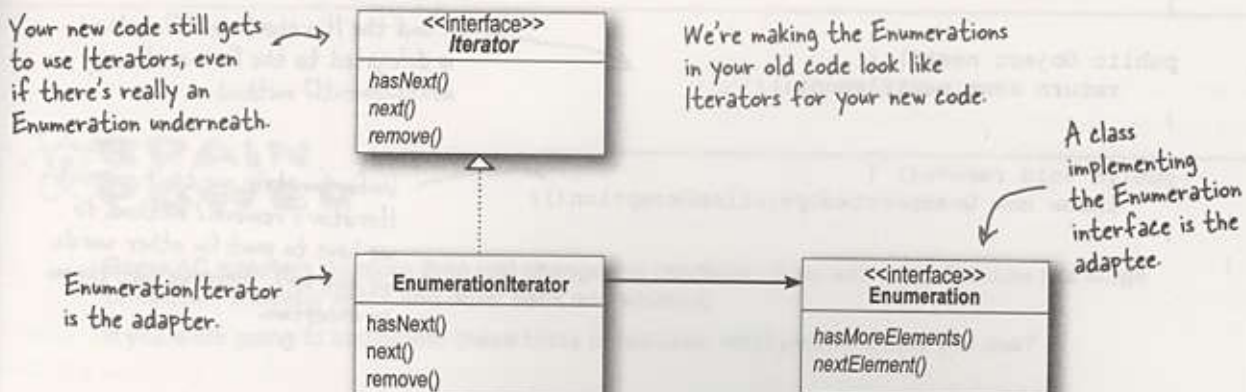 Your new code still gets
to use Iterators, even
if there's really an
Enumeration underneath.
<<interface>>
Iterator
hasNext()
next()
remove()
We're making the Enumerations
in your old code look like
Iterators for your new code.
A class
implementing
the Enumeration
interface is the
adaptee.
EnumerationIterator
is the adapter.
EnumerationIterator
hasNext()
next()
remove()
<<interface>>
Enumeration
hasMoreElements()
nextElement()